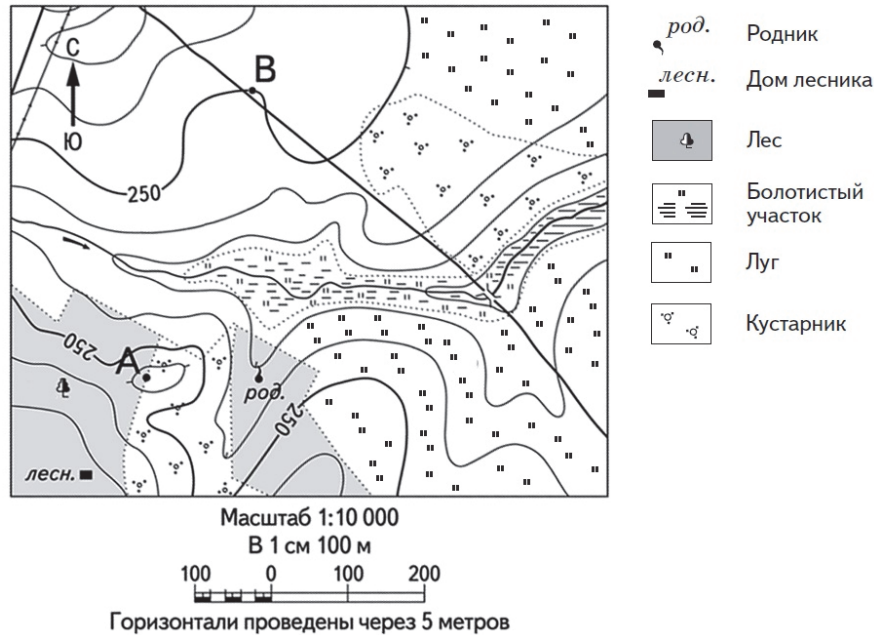 С
Ю
В
250
250
А
род.
250
лесн.
род.
Родник
лесн.
Дом лесника
Лес
Болотистый
участок
Луг
Кустарник
Масштаб 1:10 000
В 1 см 100 м
100 0 100 200
Горизонтали проведены через 5 метров